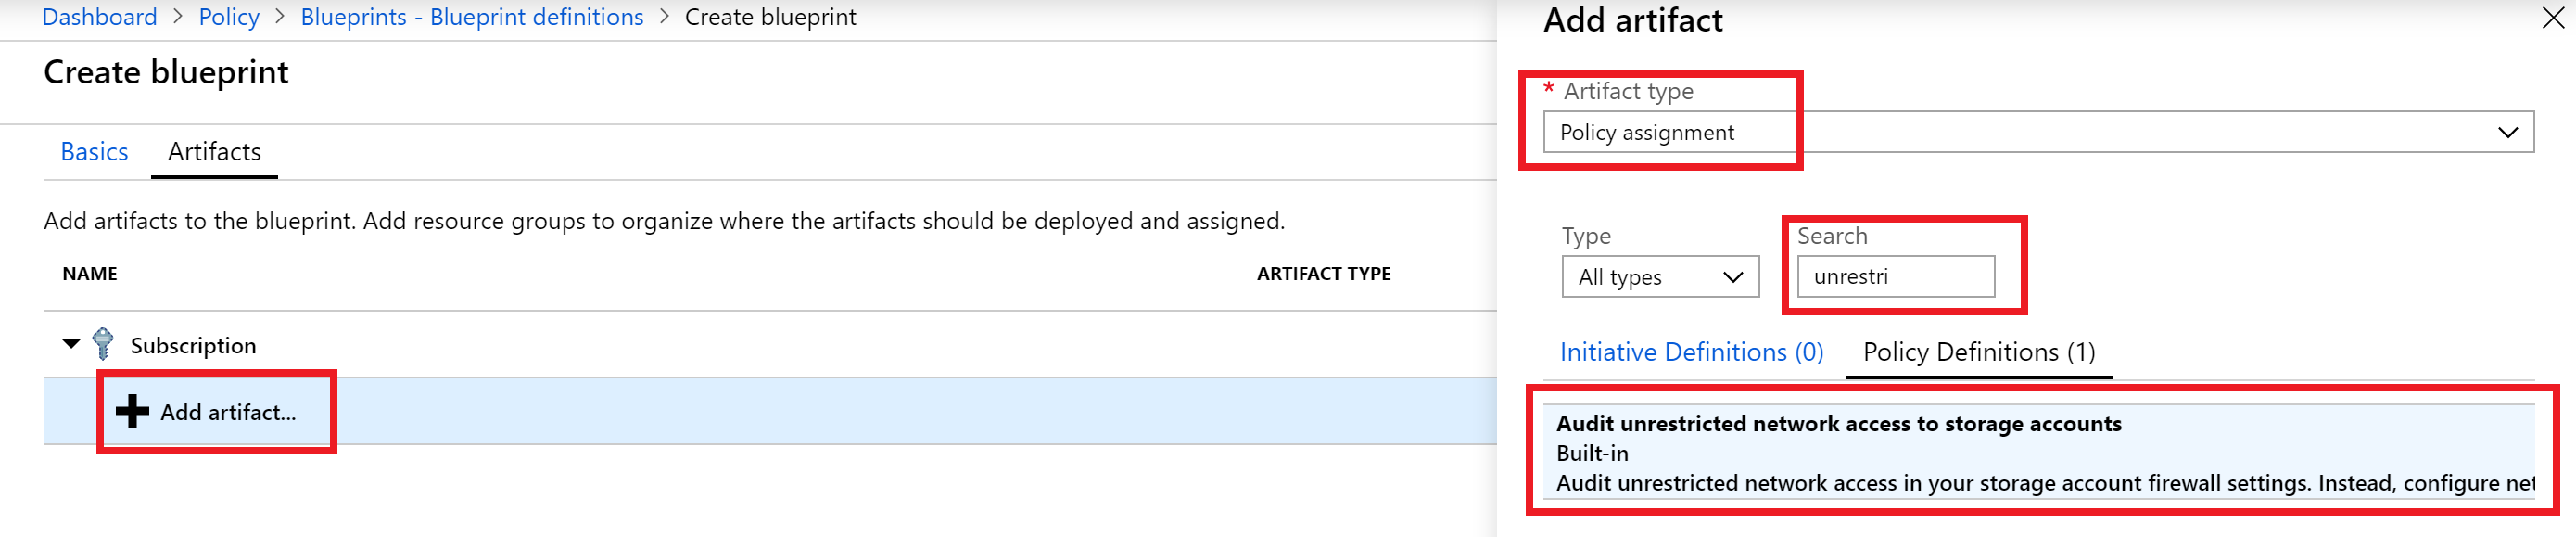 Dashboard > Policy > Blueprints - Blueprint definitions > Create blueprint
Create blueprint
Basics Artifacts
Add artifacts to the blueprint. Add resource groups to organize where the artifacts should be deployed and assigned.
NAME ARTIFACT TYPE
Subscription
Add artifact...
Add artifact
* Artifact type
Policy assignment
Type Search
All types unrestri
Initiative Definitions (0) Policy Definitions (1)
Audit unrestricted network access to storage accounts
Built-in
Audit unrestricted network access in your storage account firewall settings. Instead, configure net